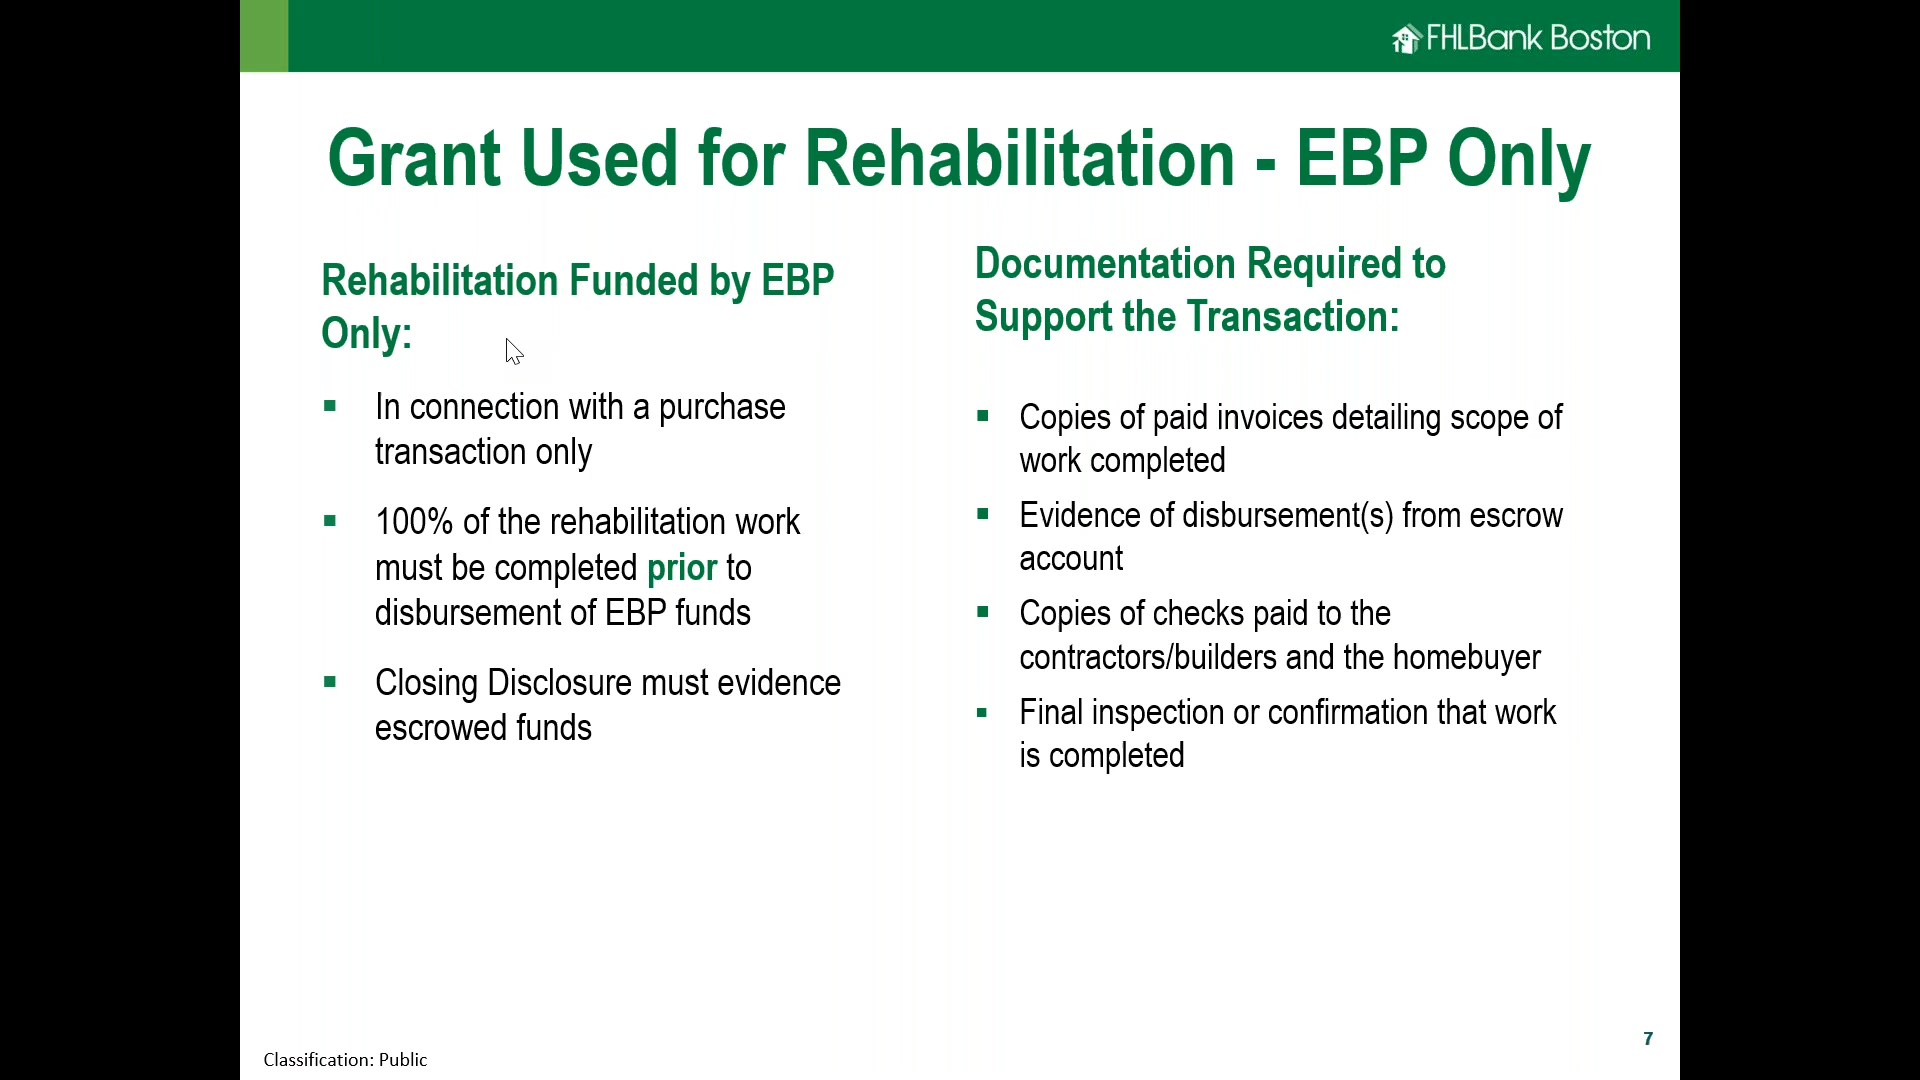 FHLBank Boston
Grant Used for Rehabilitation - EBP Only
Rehabilitation Funded by EBP
Only:
In connection with a purchase
transaction only
100% of the rehabilitation work
must be completed prior to
disbursement of EBP funds
Closing Disclosure must evidence
escrowed funds
Documentation Required to
Support the Transaction:
Copies of paid invoices detailing scope of
work completed
Evidence of disbursement(s) from escrow
account
Copies of checks paid to the
contractors/builders and the homebuyer
Final inspection or confirmation that work
is completed
7
Classification: Public